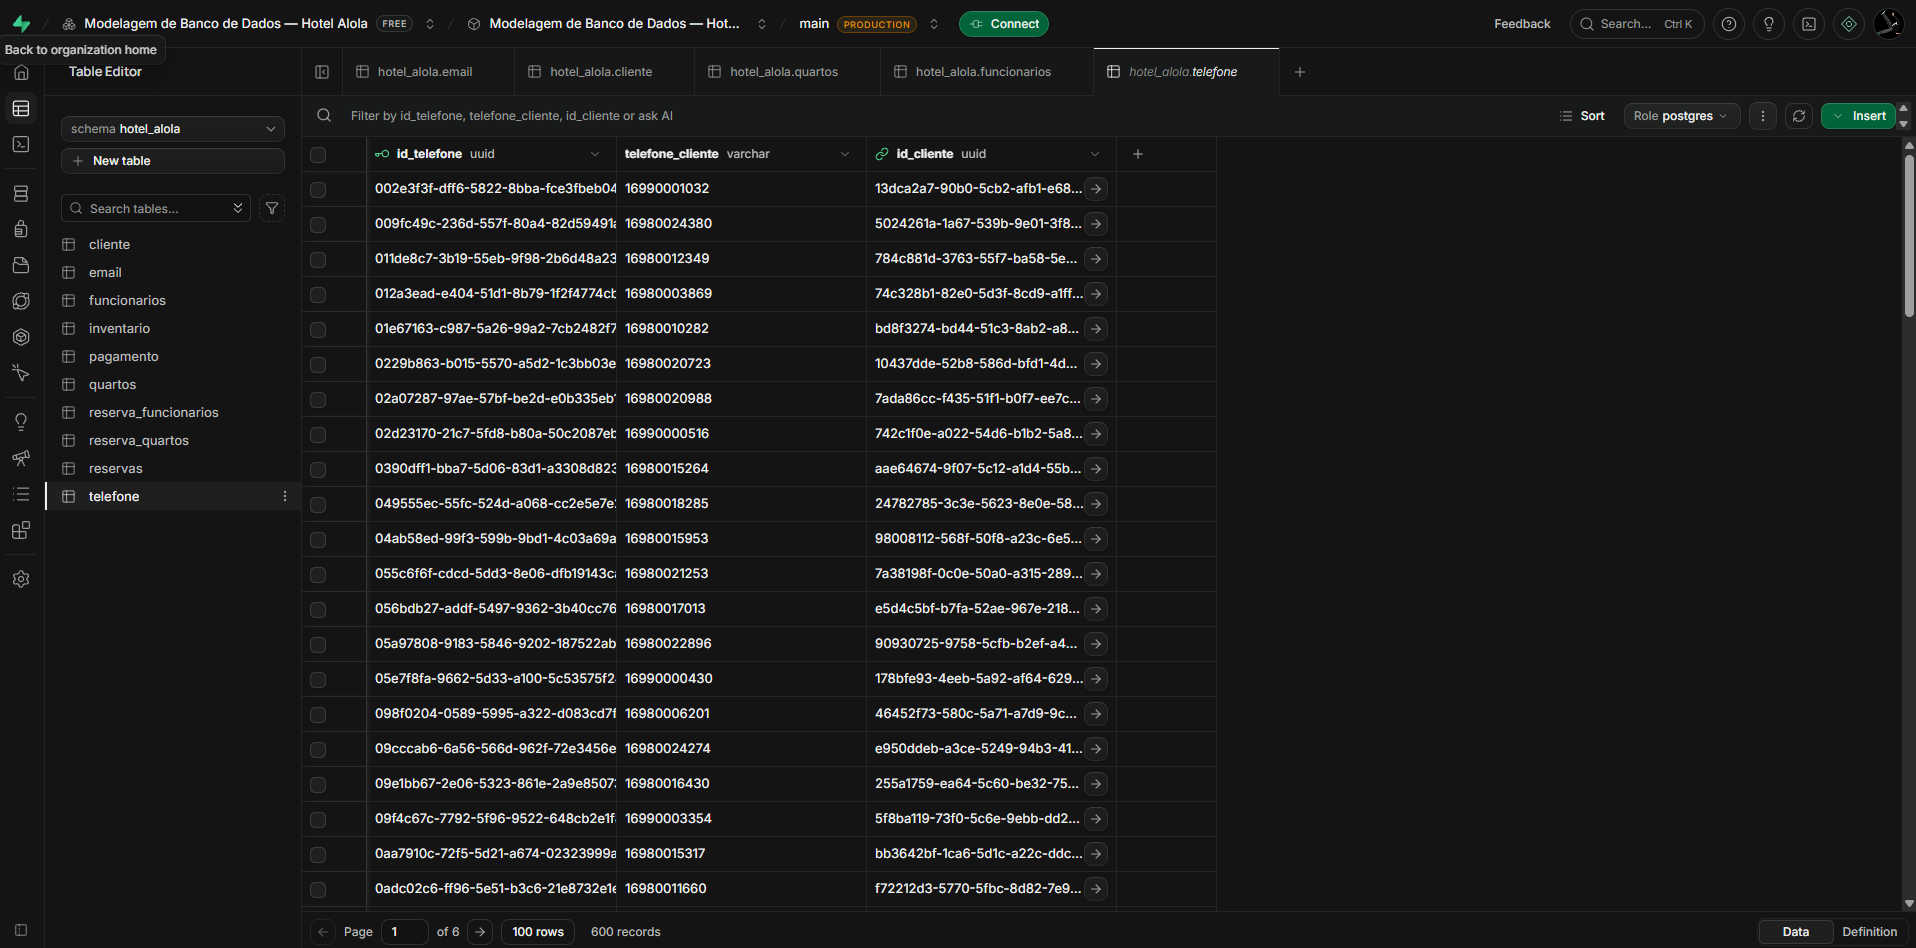 Modelagem de Banco de Dados — Hotel Alola FREE
Modelagem de Banco de Dados — Hot...
main PRODUCTION
Connect
Feedback
Search... Ctrl K
Back to organization home
Table Editor
hotel_alola.email
hotel_alola.cliente
hotel_alola.quartos
hotel_alola.funcionarios
hotel_alola.telefone
schema hotel_alola
New table
Search tables...
cliente
email
funcionarios
inventario
pagamento
quartos
reserva_funcionarios
reserva_quartos
reservas
telefone
Filter by id_telefone, telefone_cliente, id_cliente or ask AI
Sort
Role postgres
Insert
id_telefone uuid telefone_cliente varchar id_cliente uuid
002e3f3f-dff6-5822-8bba-fce3fbeb04 16990001032 13dca2a7-90b0-5cb2-afb1-e68...
009fc49c-236d-557f-80a4-82d59491a 16980024380 5024261a-1a67-539b-9e01-3f8...
011de8c7-3b19-55eb-9f98-2b6d48a23 16980012349 784c881d-3763-55f7-ba58-5e...
012a3ead-e404-51d1-8b79-1f2f4774cb 16980003869 74c328b1-82e0-5d3f-8cd9-a1ff...
01e67163-c987-5a26-99a2-7cb2482f7 16980010282 bd8f3274-bd44-51c3-8ab2-a8...
0229b863-b015-5570-a5d2-1c3bb03e 16980020723 10437dde-52b8-586d-bfd1-4d...
02a07287-97ae-57bf-be2d-e0b335eb 16980020988 7ada86cc-f435-51f1-b0f7-ee7c...
02d23170-21c7-5fd8-b80a-50c2087eb 16990000516 742c1f0e-a022-54d6-b1b2-5a8...
0390dff1-bba7-5d06-83d1-a3308d823 16980015264 aae64674-9f07-5c12-a1d4-55b...
049555ec-55fc-524d-a068-cc2e5e7e 16980018285 24782785-3c3e-5623-8e0e-58...
04ab58ed-99f3-599b-9bd1-4c03a69a 16980015953 98008112-568f-50f8-a23c-6e5...
055c6f6f-cdcd-5dd3-8e06-dfb19143c 16980021253 7a38198f-0c0e-50a0-a315-289...
056bdb27-addf-5497-9362-3b40cc76 16980017013 e5d4c5bf-b7fa-52ae-967e-218...
05a97808-9183-5846-9202-187522ab 16980022896 90930725-9758-5cfb-b2ef-a4...
05e7f8fa-9662-5d33-a100-5c53575f2 16990000430 178bfe93-4eeb-5a92-af64-629...
098f0204-0589-5995-a322-d083cd7f 16980006201 46452f73-580c-5a71-a7d9-9c...
09cccab6-6a56-566d-962f-72e3456e 16980024274 e950ddeb-a3ce-5249-94b3-41...
09e1bb67-2e06-5323-861e-2a9e8507 16980016430 255a1759-ea64-5c60-be32-75...
09f4c67c-7792-5f96-9522-648cb2e1f 16990003354 5f8ba119-73f0-5c6e-9ebb-dd2...
0aa7910c-72f5-5d21-a674-02323999a 16980015317 bb3642bf-1ca6-5d1c-a22c-ddc...
0adc02c6-ff96-5e51-b3c6-21e8732e1e 16980011660 f72212d3-5770-5fbc-8d82-7e9...
Page 1 of 6 100 rows 600 records
Data Definition